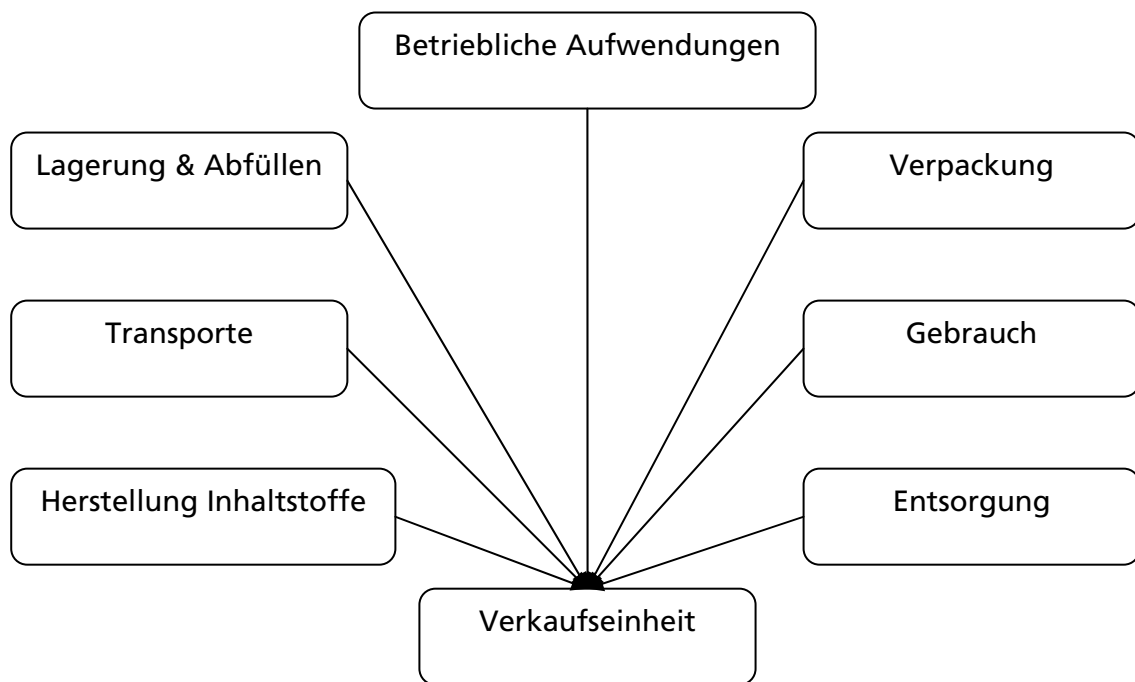 Betriebliche Aufwendungen
Lagerung & Abfüllen
Verpackung
Transporte
Gebrauch
Herstellung Inhaltstoffe
Entsorgung
Verkaufseinheit